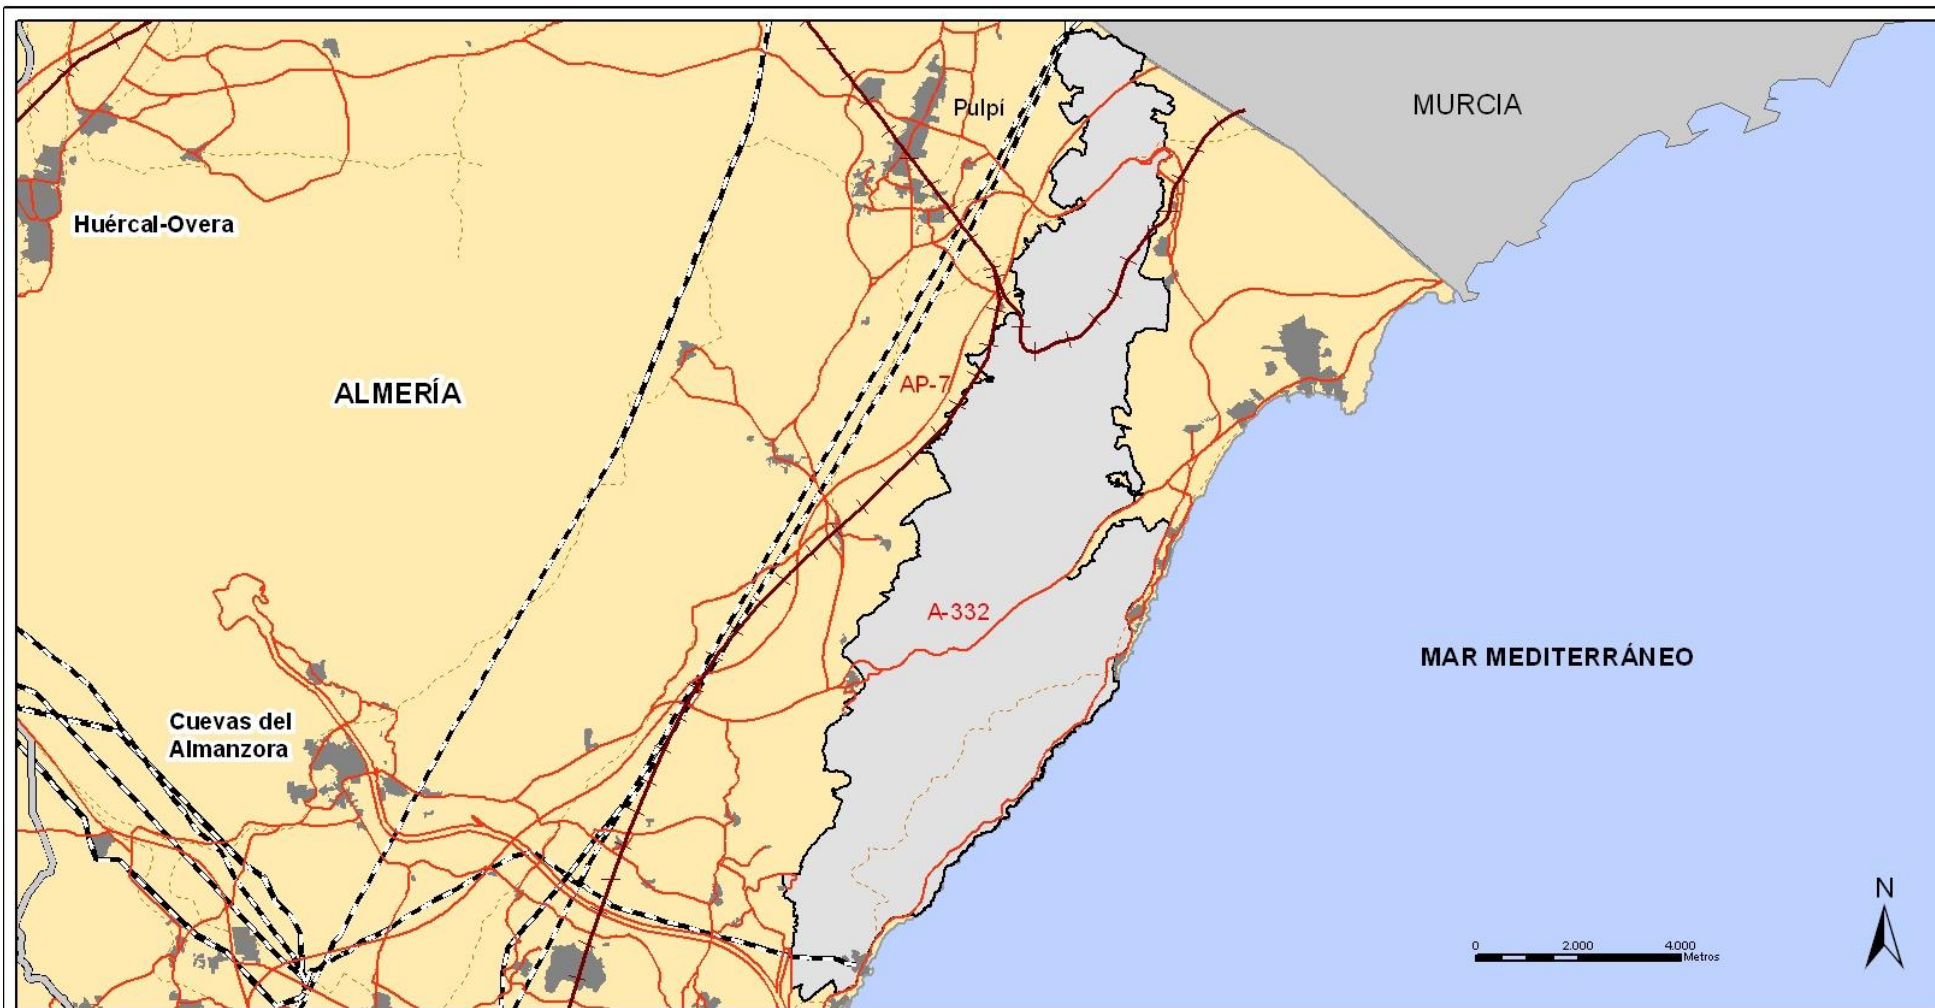 MURCIA
Pulpí
Huércal-Overa
ALMERÍA
AP-7
A-332
MAR MEDITERRÁNEO
Cuevas del
Almanzora
N
0 2.000 4.000
Metros